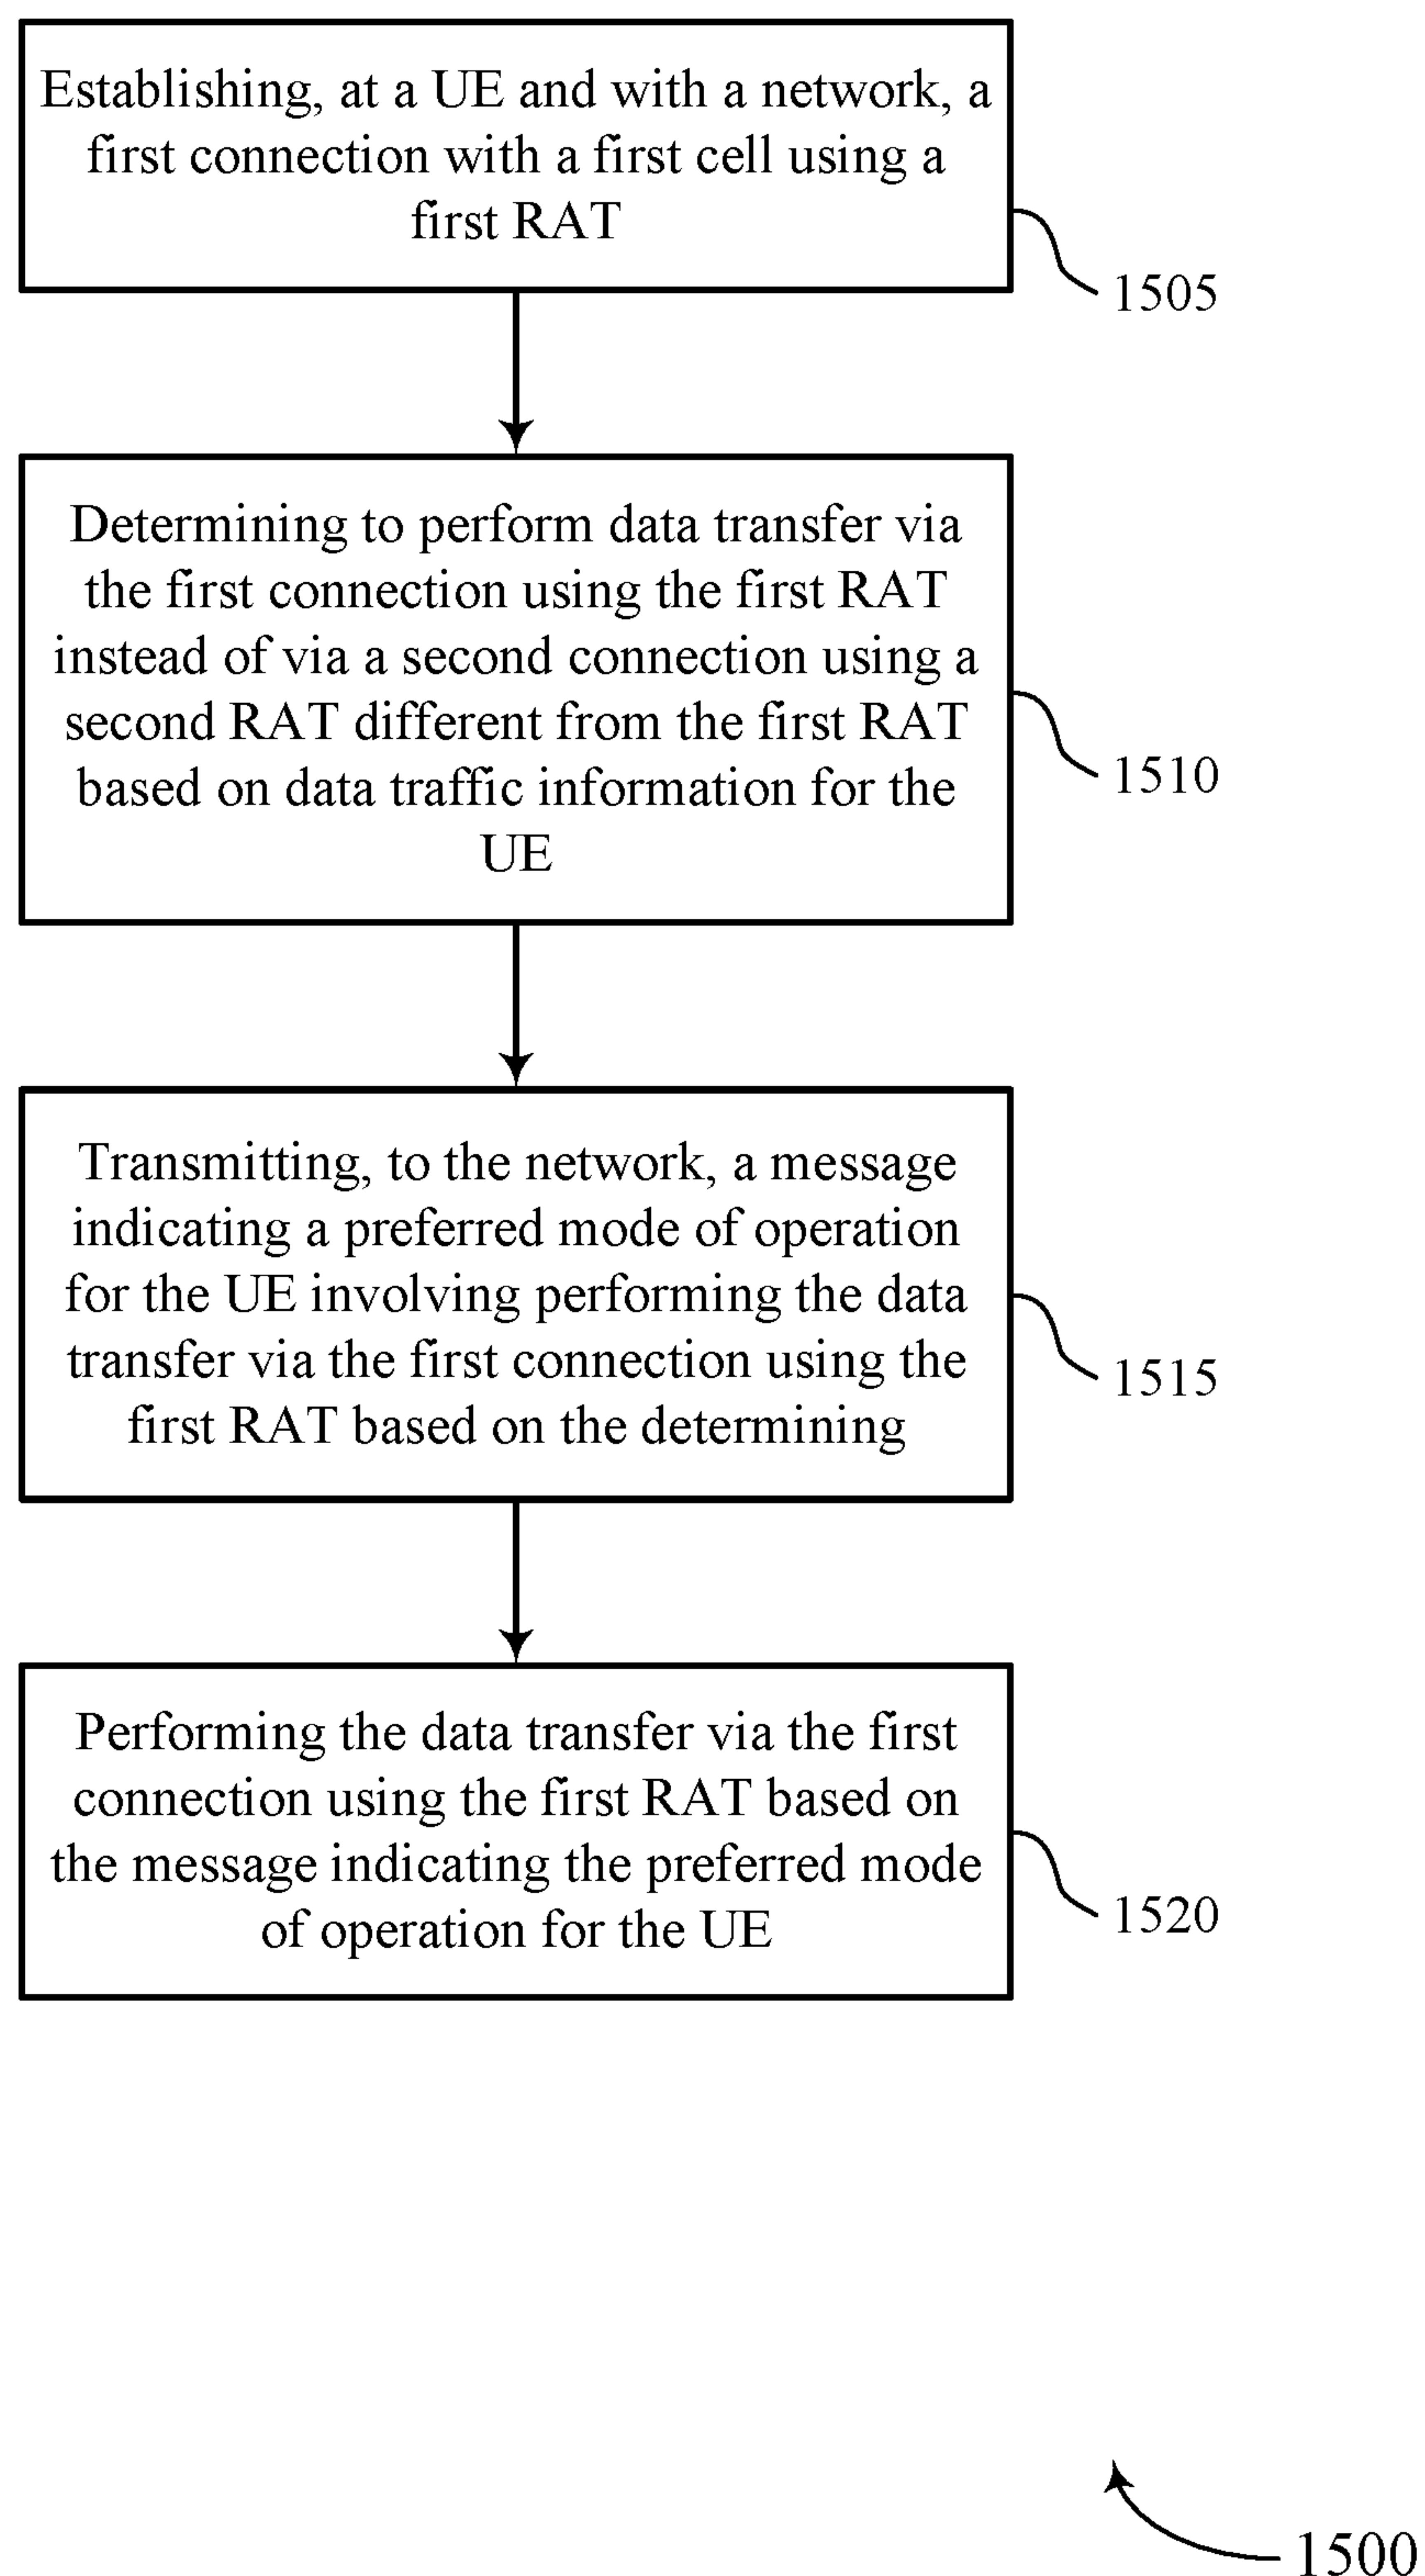 Establishing, at a UE and with a network, a
first connection with a first cell using a
first RAT
1505
Determining to perform data transfer via
the first connection using the first RAT
instead of via a second connection using a
second RAT different from the first RAT
based on data traffic information for the
UE
1510
Transmitting, to the network, a message
indicating a preferred mode of operation
for the UE involving performing the data
transfer via the first connection using the
first RAT based on the determining
1515
Performing the data transfer via the first
connection using the first RAT based on
the message indicating the preferred mode
of operation for the UE
1520
1500